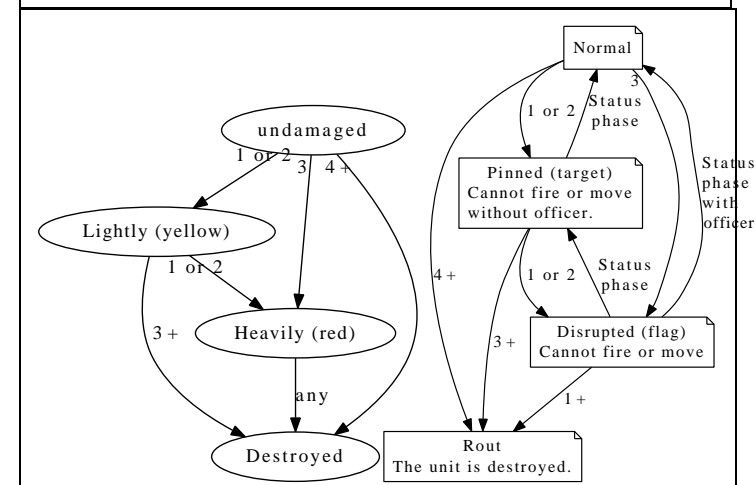 undamaged
1 or 2
3
4 +
Lightly (yellow)
1 or 2
3 +
Heavily (red)
any
Destroyed
Normal
3
1 or 2
Status
phase
Pinned (target)
Cannot fire or move
without officer.
Status
phase
with
officer
4 +
1 or 2
Status
phase
3 +
Disrupted (flag)
Cannot fire or move
1 +
Rout
The unit is destroyed.